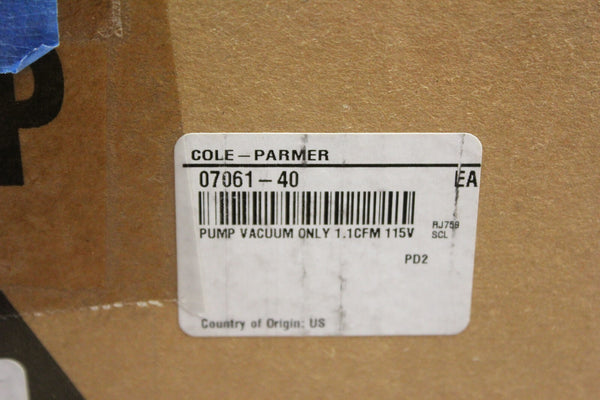 COLE-PARMER
07061-40 EA
PUMP VACUUM ONLY 1.1CFM 115V
RJ759
SCL
PD2
Country of Origin: US